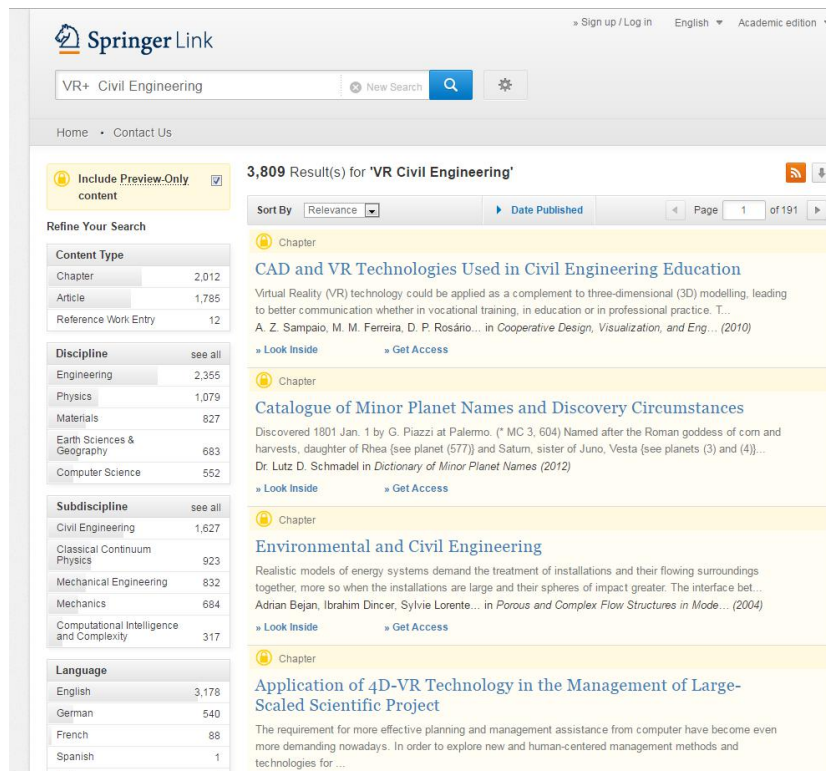 » Sign up / Log in English Academic edition
Springer Link
VR+ Civil Engineering New Search
Home • Contact Us
Include Preview-Only
content
Refine Your Search
Content Type
Chapter 2,012
Article 1,785
Reference Work Entry 12
Discipline see all
Engineering 2,355
Physics 1,079
Materials 827
Earth Sciences &
Geography 683
Computer Science 552
Subdiscipline see all
Civil Engineering 1,627
Classical Continuum
Physics 923
Mechanical Engineering 832
Mechanics 684
Computational Intelligence
and Complexity 317
Language
English 3,178
German 540
French 88
Spanish 1
3,809 Result(s) for 'VR Civil Engineering'
Sort By Relevance Date Published Page 1 of 191
Chapter
CAD and VR Technologies Used in Civil Engineering Education
Virtual Reality (VR) technology could be applied as a complement to three-dimensional (3D) modelling, leading
to better communication whether in vocational training, in education or in professional practice. T...
A. Z. Sampaio, M. M. Ferreira, D. P. Rosário... in Cooperative Design, Visualization, and Eng… (2010)
» Look Inside » Get Access
Chapter
Catalogue of Minor Planet Names and Discovery Circumstances
Discovered 1801 Jan. 1 by G. Piazzi at Palermo. (* MC 3, 604) Named after the Roman goddess of corn and
harvests, daughter of Rhea {see planet (577)} and Saturn, sister of Juno, Vesta {see planets (3) and (4)}...
Dr. Lutz D. Schmadel in Dictionary of Minor Planet Names (2012)
» Look Inside » Get Access
Chapter
Environmental and Civil Engineering
Realistic models of energy systems demand the treatment of installations and their flowing surroundings
together, more so when the installations are large and their spheres of impact greater. The interface bet...
Adrian Bejan, Ibrahim Dincer, Sylvie Lorente... in Porous and Complex Flow Structures in Mode… (2004)
» Look Inside » Get Access
Chapter
Application of 4D-VR Technology in the Management of Large-
Scaled Scientific Project
The requirement for more effective planning and management assistance from computer have become even
more demanding nowadays. In order to explore new and human-centered management methods and
technologies for ...